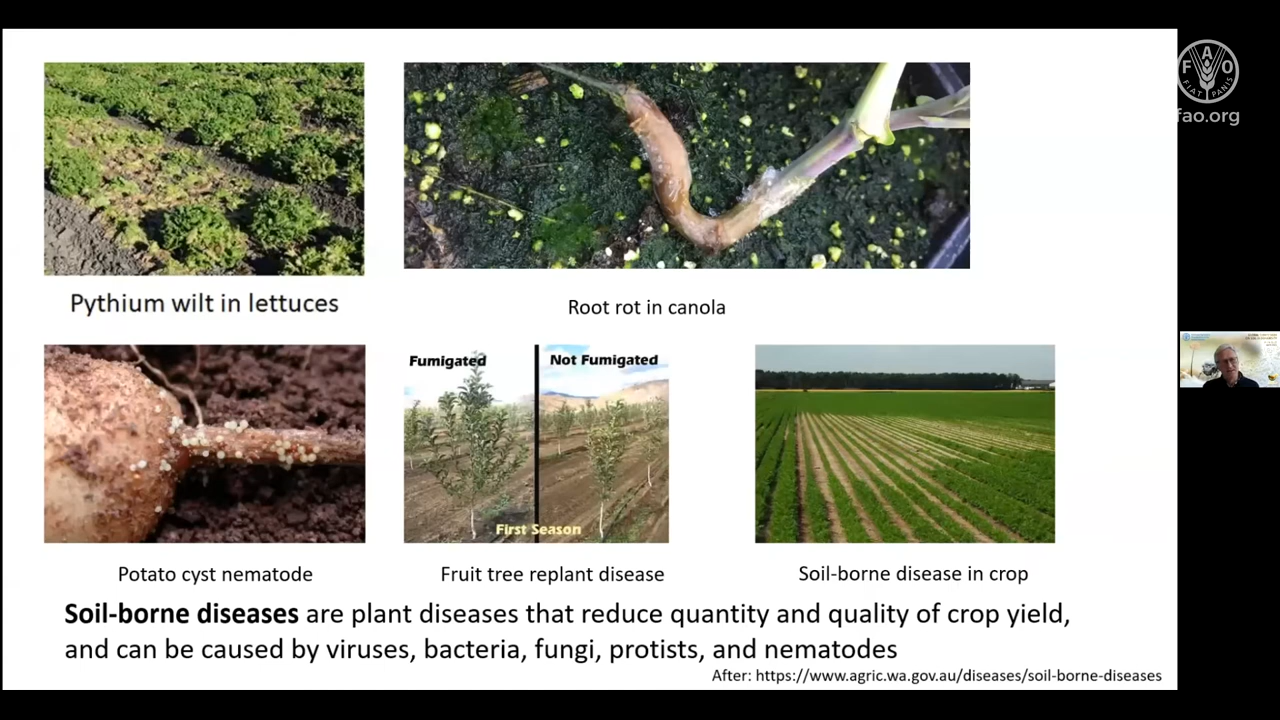 F A O
FIAT PANIS
fao.org
Pythium wilt in lettuces
Root rot in canola
Fumigated
Not Fumigated
First Season
Potato cyst nematode
Fruit tree replant disease
Soil-borne disease in crop
Soil-borne diseases are plant diseases that reduce quantity and quality of crop yield,
and can be caused by viruses, bacteria, fungi, protists, and nematodes
After: https://www.agric.wa.gov.au/diseases/soil-borne-diseases